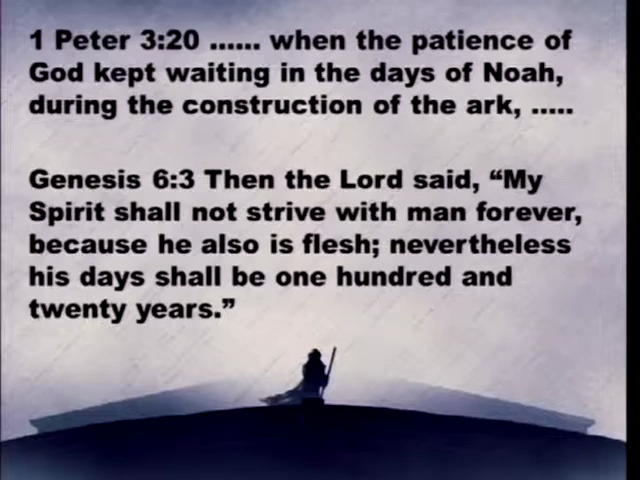 1 Peter 3:20 ...... when the patience of
God kept waiting in the days of Noah,
during the construction of the ark, .....
Genesis 6:3 Then the Lord said, “My
Spirit shall not strive with man forever,
because he also is flesh; nevertheless
his days shall be one hundred and
twenty years.”